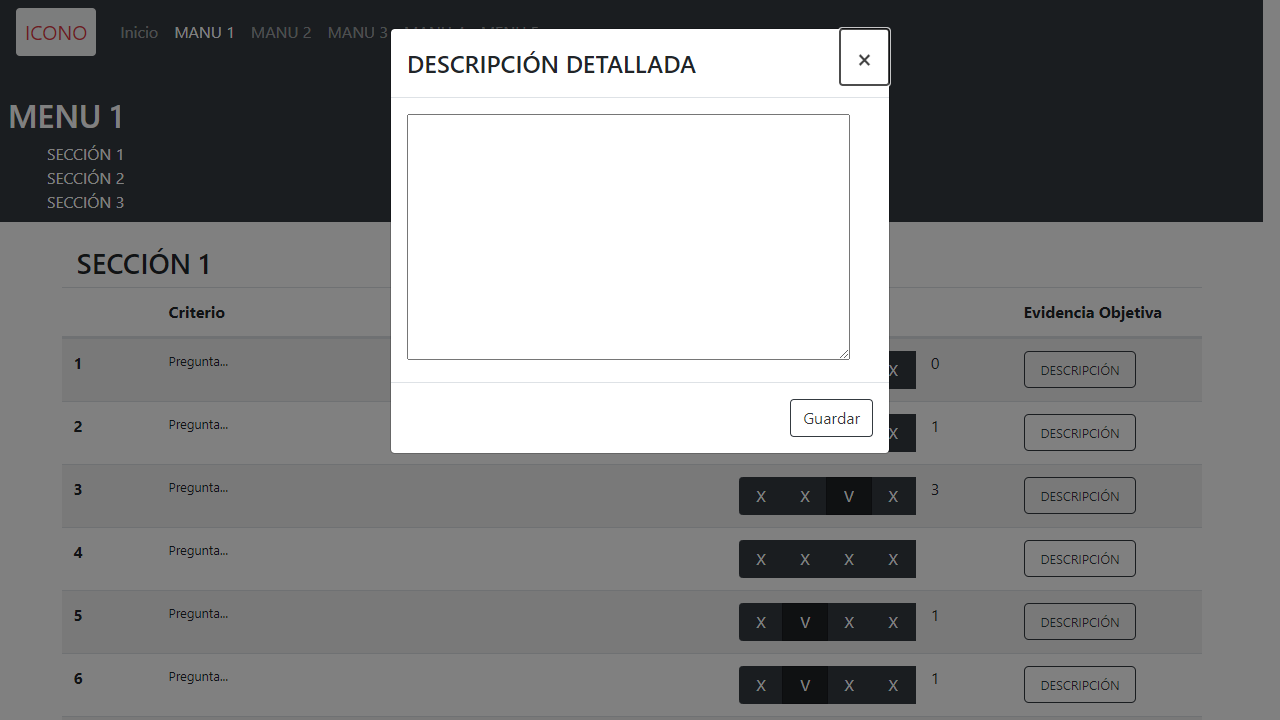 ICONO Inicio MANU 1 MANU 2 MANU 3
DESCRIPCIÓN DETALLADA ×
MENU 1
SECCIÓN 1
SECCIÓN 2
SECCIÓN 3
SECCIÓN 1
Criterio Evidencia Objetiva
1 Pregunta... X 0 DESCRIPCIÓN
Guardar
2 Pregunta... X 1 DESCRIPCIÓN
3 Pregunta... X X V X 3 DESCRIPCIÓN
4 Pregunta... X X X X DESCRIPCIÓN
5 Pregunta... X V X X 1 DESCRIPCIÓN
6 Pregunta... X V X X 1 DESCRIPCIÓN